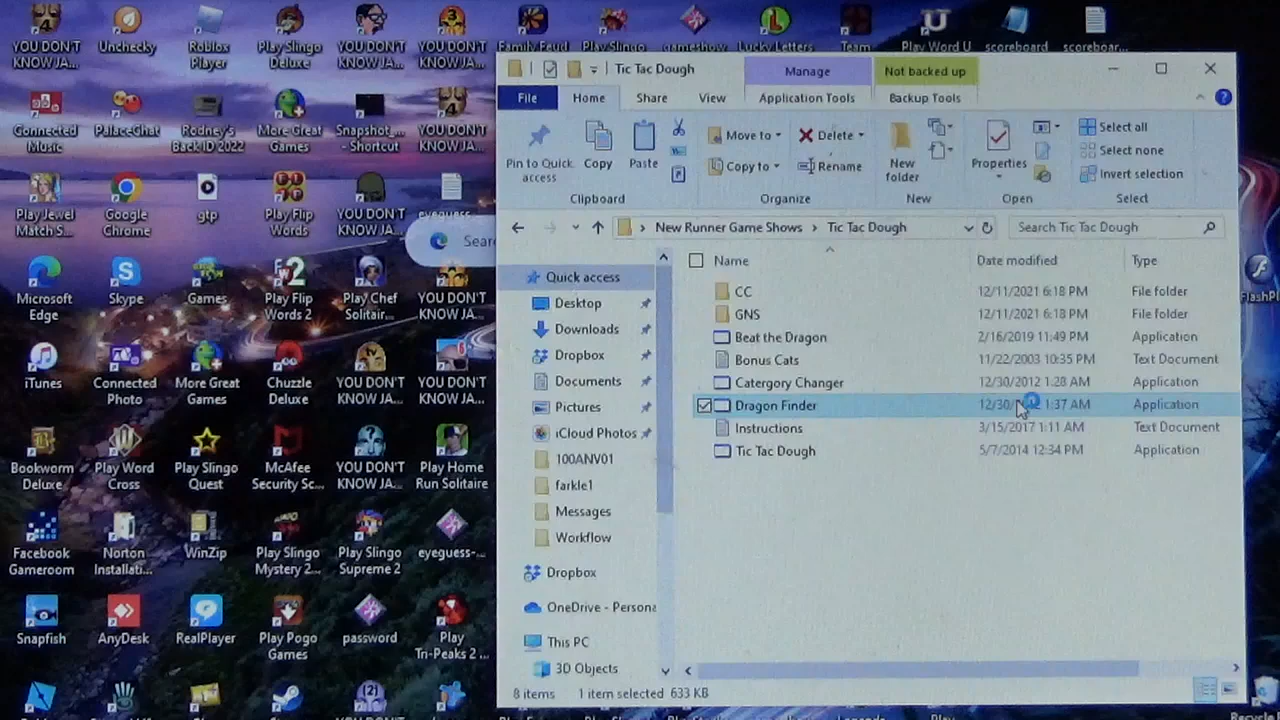 YOU DON'T KNOW JA...
Unchecky
Roblox Player
Play Slingo Deluxe
YOU DON'T KNOW JA...
YOU DON'T KNOW JA...
Family Feud
Play Slingo
gameshow
Lucky Letters
Team
Play Word U
scoreboard
scoreboar...
Connected Music
PalaceChat
Rodney's Back ID 2022
More Great Games
Snapshot_... - Shortcut
YOU DON'T KNOW JA...
Play Jewel Match S...
Google Chrome
gtp
Play Flip Words
YOU DON'T KNOW JA...
eyeguess
Sear
Microsoft Edge
Skype
Games
Play Flip Words 2
Play Chef Solitair...
YOU DON'T KNOW JA...
iTunes
Connected Photo
More Great Games
Chuzzle Deluxe
YOU DON'T KNOW JA...
YOU DON'T KNOW JA...
Bookworm Deluxe
Play Word Cross
Play Slingo Quest
McAfee Security Sc...
YOU DON'T KNOW JA...
Play Home Run Solitaire
Facebook Gameroom
Norton Installati...
WinZip
Play Slingo Mystery 2...
Play Slingo Supreme 2
eyeguess-...
Snapfish
AnyDesk
RealPlayer
Play Pogo Games
password
Play Tri-Peaks 2 ...
Tic Tac Dough
Manage
Not backed up
File
Home
Share
View
Application Tools
Backup Tools
Pin to Quick access
Copy
Paste
Move to
Copy to
Delete
Rename
New folder
Properties
Select all
Select none
Invert selection
Clipboard
Organize
New
Open
Select
New Runner Game Shows
Tic Tac Dough
Search Tic Tac Dough
Quick access
Desktop
Downloads
Dropbox
Documents
Pictures
iCloud Photos
100ANV01
farkle1
Messages
Workflow
Dropbox
OneDrive - Persona
This PC
3D Objects
Name Date modified Type
CC 12/11/2021 6:18 PM File folder
GNS 12/11/2021 6:18 PM File folder
Beat the Dragon 2/16/2019 11:49 PM Application
Bonus Cats 11/22/2003 10:35 PM Text Document
Catergory Changer 12/30/2012 1:28 AM Application
Dragon Finder 12/30/ 1:37 AM Application
Instructions 3/15/2017 1:11 AM Text Document
Tic Tac Dough 5/7/2014 12:34 PM Application
8 items 1 item selected 633 KB
FlashPl